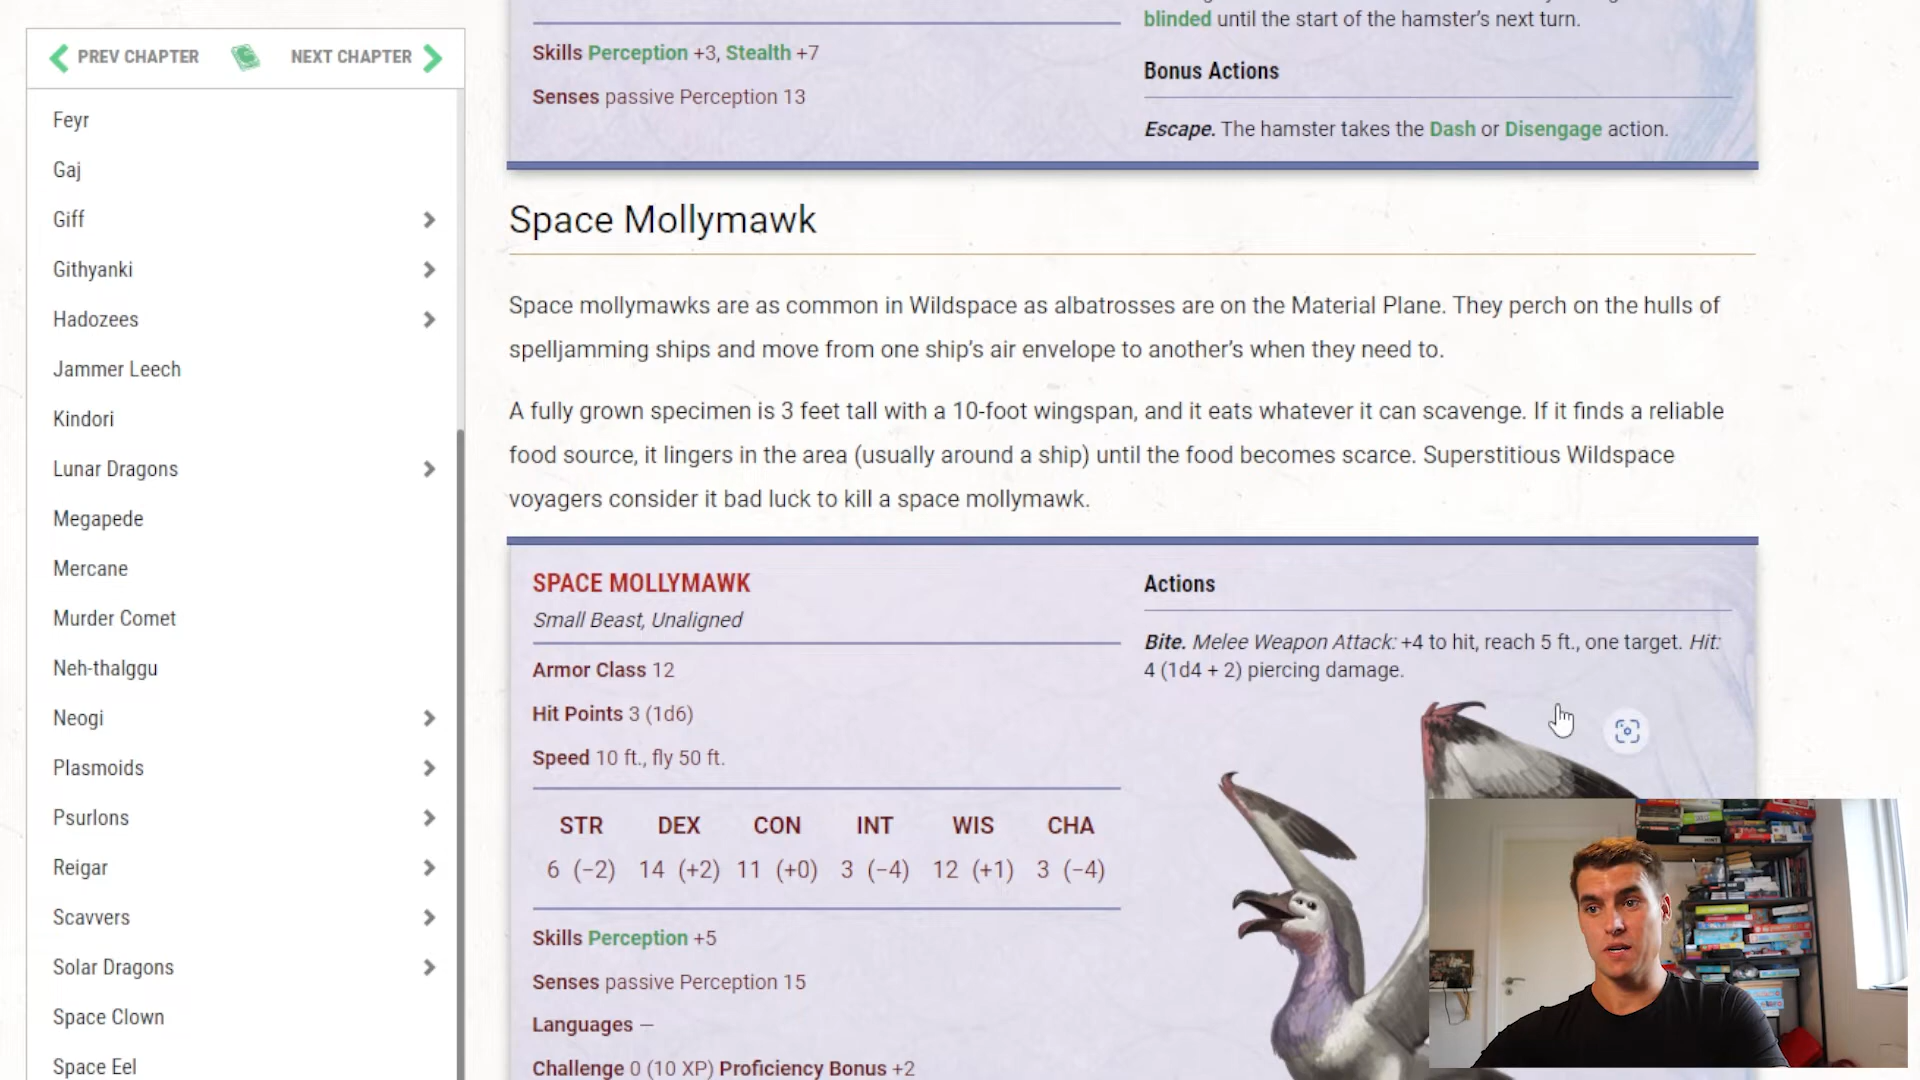 PREV CHAPTER
NEXT CHAPTER
Feyr
Gaj
Giff
Githyanki
Hadozees
Jammer Leech
Kindori
Lunar Dragons
Megapede
Mercane
Murder Comet
Neh-thalggu
Neogi
Plasmoids
Psurlons
Reigar
Scavvers
Solar Dragons
Space Clown
Space Eel
Skills Perception +3, Stealth +7
Senses passive Perception 13
blinded until the start of the hamster’s next turn.
Bonus Actions
Escape. The hamster takes the Dash or Disengage action.
Space Mollymawk
Space mollymawks are as common in Wildspace as albatrosses are on the Material Plane. They perch on the hulls of
spelljamming ships and move from one ship’s air envelope to another’s when they need to.
A fully grown specimen is 3 feet tall with a 10-foot wingspan, and it eats whatever it can scavenge. If it finds a reliable
food source, it lingers in the area (usually around a ship) until the food becomes scarce. Superstitious Wildspace
voyagers consider it bad luck to kill a space mollymawk.
SPACE MOLLYMAWK
Small Beast, Unaligned
Armor Class 12
Hit Points 3 (1d6)
Speed 10 ft., fly 50 ft.
STR DEX CON INT WIS CHA
6 (−2) 14 (+2) 11 (+0) 3 (−4) 12 (+1) 3 (−4)
Skills Perception +5
Senses passive Perception 15
Languages —
Challenge 0 (10 XP) Proficiency Bonus +2
Actions
Bite. Melee Weapon Attack: +4 to hit, reach 5 ft., one target. Hit:
4 (1d4 + 2) piercing damage.